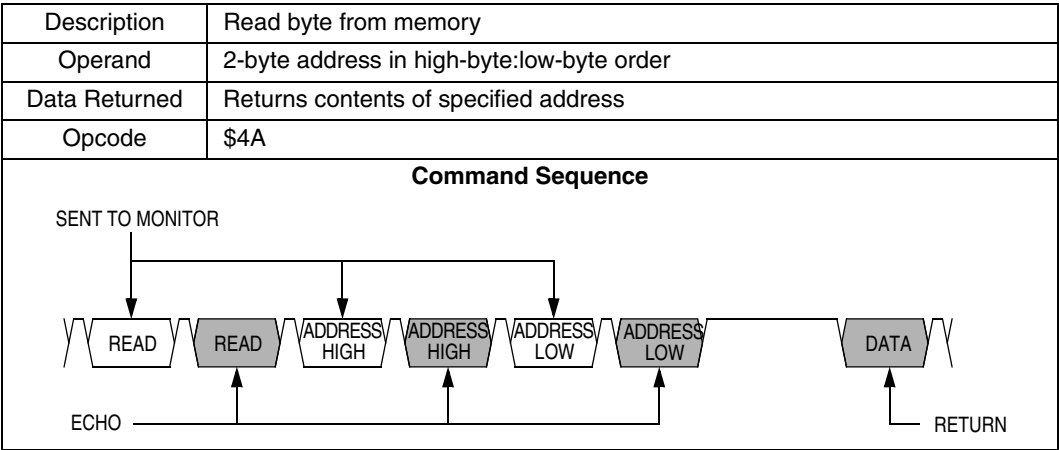 Description Read byte from memory
Operand 2-byte address in high-byte:low-byte order
Data Returned Returns contents of specified address
Opcode $4A
Command Sequence
SENT TO MONITOR
READ READ ADDRESS HIGH ADDRESS HIGH ADDRESS LOW ADDRESS LOW DATA
ECHO RETURN